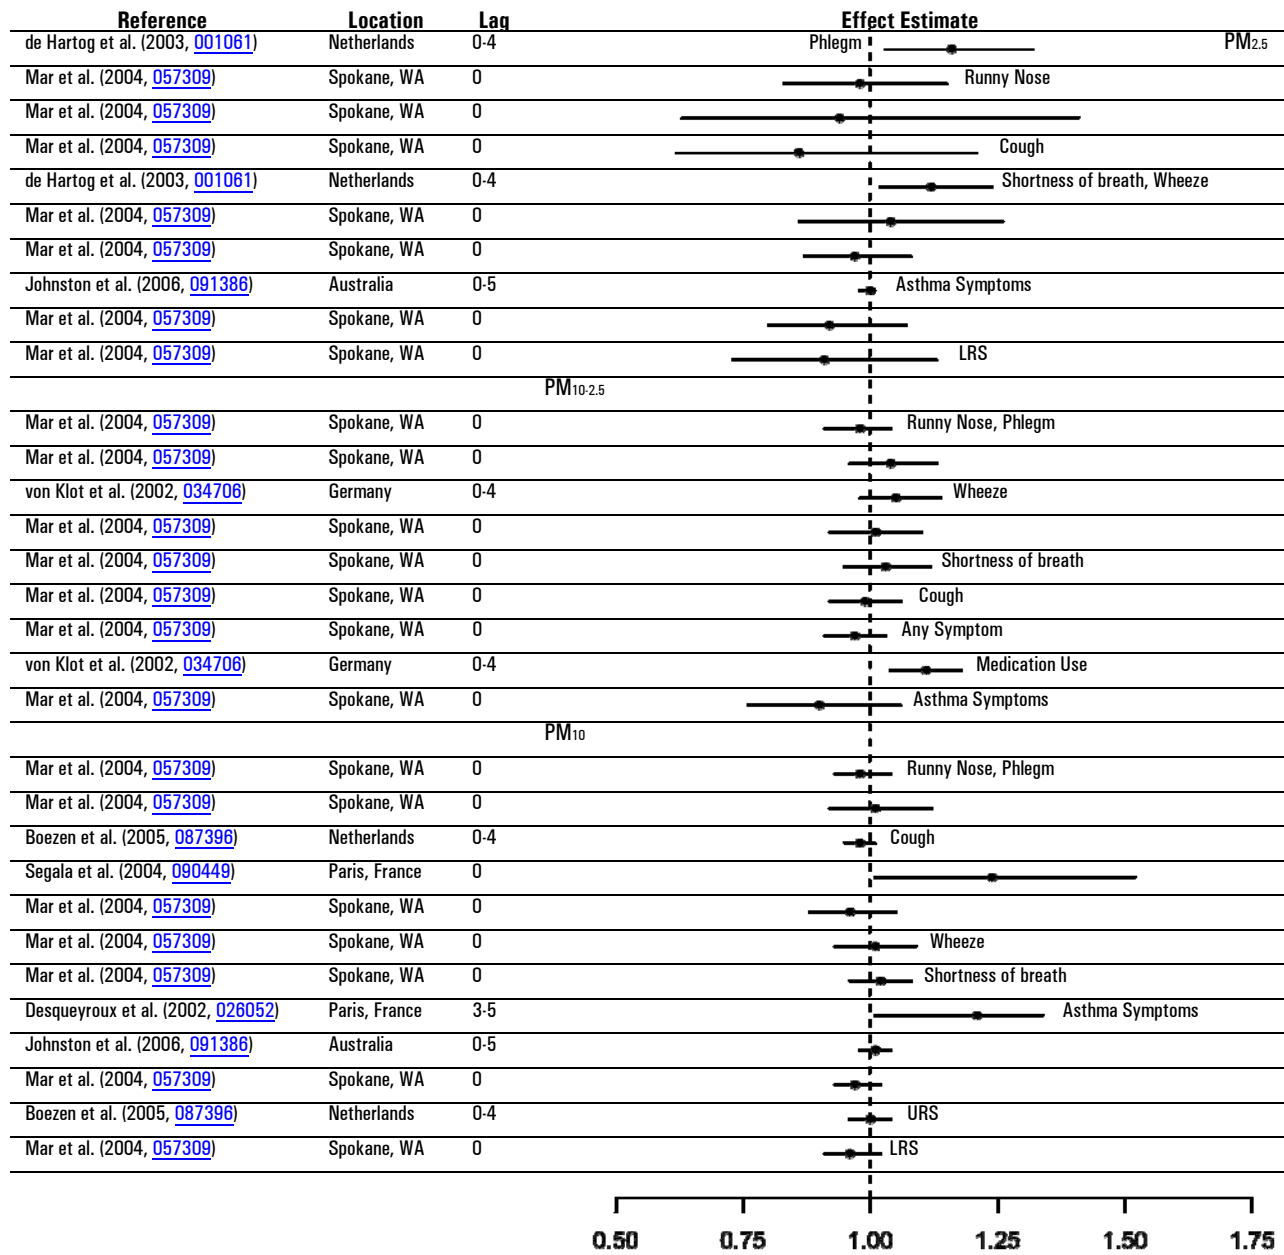 Reference Location Lag Effect Estimate
de Hartog et al. (2003, 001061) Netherlands 0-4 Phlegm PM2.5
Mar et al. (2004, 057309) Spokane, WA 0 Runny Nose
Mar et al. (2004, 057309) Spokane, WA 0
Mar et al. (2004, 057309) Spokane, WA 0 Cough
de Hartog et al. (2003, 001061) Netherlands 0-4 Shortness of breath, Wheeze
Mar et al. (2004, 057309) Spokane, WA 0
Mar et al. (2004, 057309) Spokane, WA 0
Johnston et al. (2006, 091386) Australia 0-5 Asthma Symptoms
Mar et al. (2004, 057309) Spokane, WA 0
Mar et al. (2004, 057309) Spokane, WA 0 LRS
PM10-2.5
Mar et al. (2004, 057309) Spokane, WA 0 Runny Nose, Phlegm
Mar et al. (2004, 057309) Spokane, WA 0
von Klot et al. (2002, 034706) Germany 0-4 Wheeze
Mar et al. (2004, 057309) Spokane, WA 0
Mar et al. (2004, 057309) Spokane, WA 0 Shortness of breath
Mar et al. (2004, 057309) Spokane, WA 0 Cough
Mar et al. (2004, 057309) Spokane, WA 0 Any Symptom
von Klot et al. (2002, 034706) Germany 0-4 Medication Use
Mar et al. (2004, 057309) Spokane, WA 0 Asthma Symptoms
PM10
Mar et al. (2004, 057309) Spokane, WA 0 Runny Nose, Phlegm
Mar et al. (2004, 057309) Spokane, WA 0
Boezen et al. (2005, 087396) Netherlands 0-4 Cough
Segala et al. (2004, 090449) Paris, France 0
Mar et al. (2004, 057309) Spokane, WA 0
Mar et al. (2004, 057309) Spokane, WA 0 Wheeze
Mar et al. (2004, 057309) Spokane, WA 0 Shortness of breath
Desqueyroux et al. (2002, 026052) Paris, France 3-5 Asthma Symptoms
Johnston et al. (2006, 091386) Australia 0-5
Mar et al. (2004, 057309) Spokane, WA 0
Boezen et al. (2005, 087396) Netherlands 0-4 URS
Mar et al. (2004, 057309) Spokane, WA 0 LRS
0.50 0.75 1.00 1.25 1.50 1.75